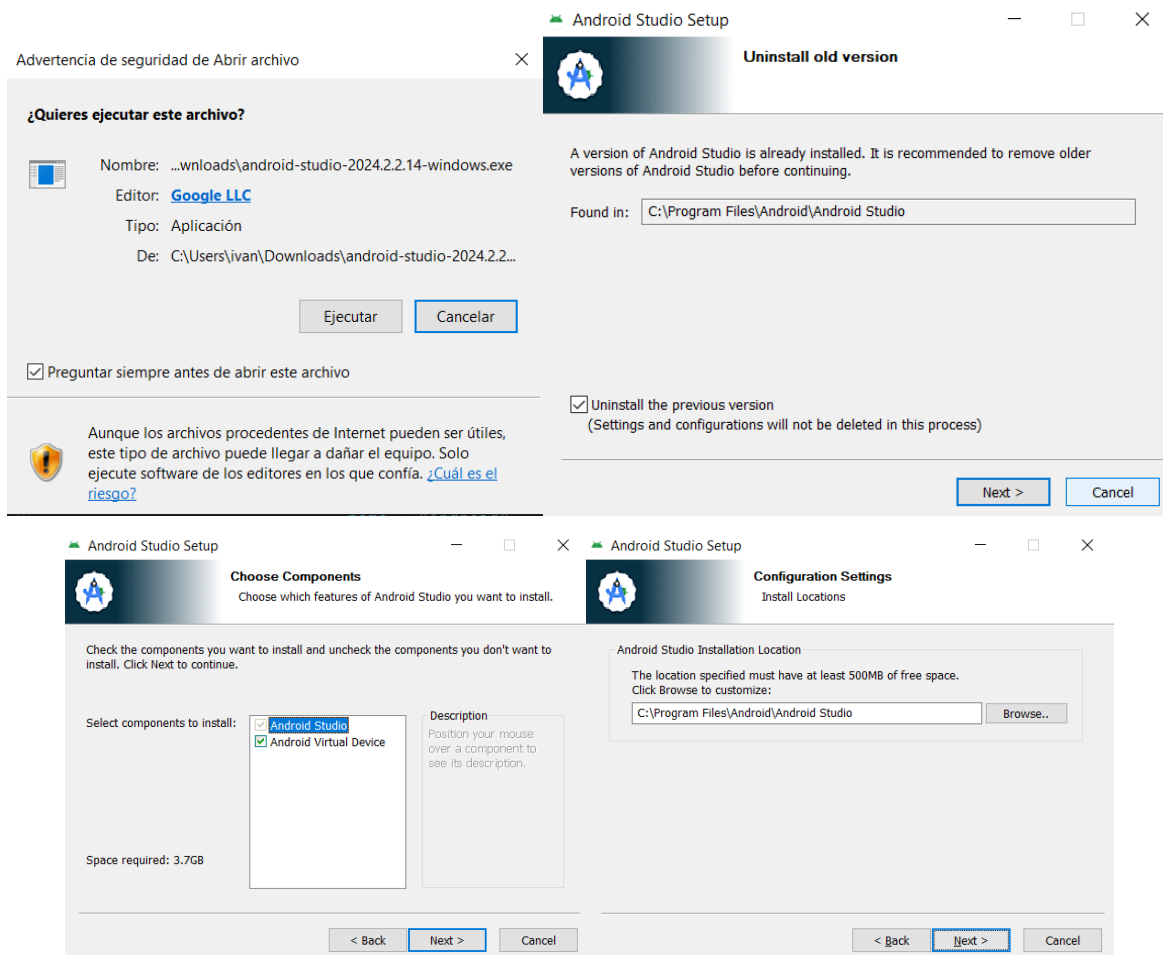 Advertencia de seguridad de Abrir archivo
¿Quieres ejecutar este archivo?
Nombre: ...wnloads\android-studio-2024.2.2.14-windows.exe
Editor: Google LLC
Tipo: Aplicación
De: C:\Users\ivan\Downloads\android-studio-2024.2.2...
Ejecutar Cancelar
Preguntar siempre antes de abrir este archivo
Aunque los archivos procedentes de Internet pueden ser útiles,
este tipo de archivo puede llegar a dañar el equipo. Solo
ejecute software de los editores en los que confía. ¿Cuál es el
riesgo?
Android Studio Setup
Uninstall old version
A version of Android Studio is already installed. It is recommended to remove older
versions of Android Studio before continuing.
Found in: C:\Program Files\Android\Android Studio
Uninstall the previous version
(Settings and configurations will not be deleted in this process)
Next > Cancel
Android Studio Setup
Choose Components
Choose which features of Android Studio you want to install.
Check the components you want to install and uncheck the components you don't want to
install. Click Next to continue.
Select components to install:
Android Studio
Android Virtual Device
Description
Position your mouse
over a component to
see its description.
Space required: 3.7GB
< Back Next > Cancel
Android Studio Setup
Configuration Settings
Install Locations
Android Studio Installation Location
The location specified must have at least 500MB of free space.
Click Browse to customize:
C:\Program Files\Android\Android Studio Browse..
< Back Next > Cancel